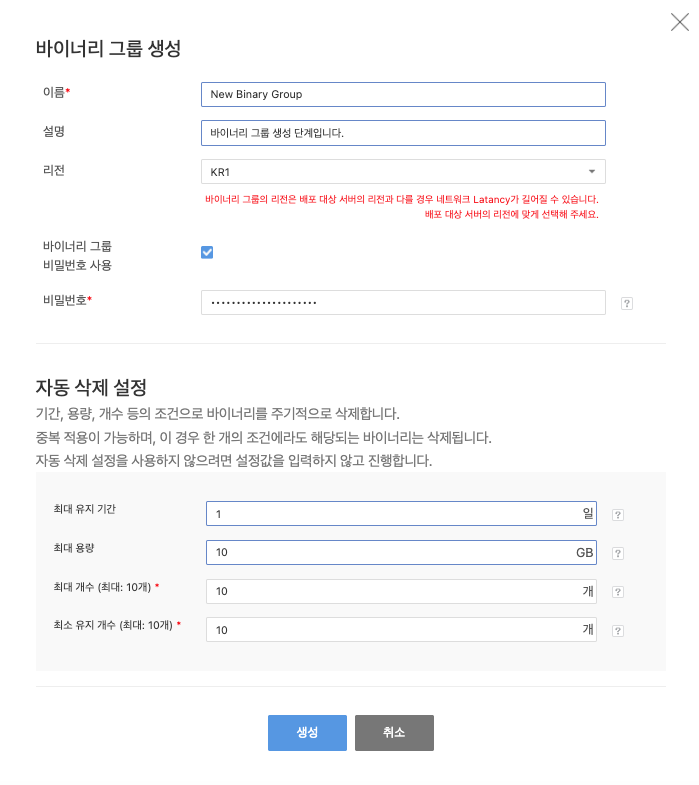 바이너리 그룹 생성
이름*
New Binary Group
설명
바이너리 그룹 생성 단계입니다.
리전
KR1
바이너리 그룹의 리전은 배포 대상 서버의 리전과 다를 경우 네트워크 Latancy가 길어질 수 있습니다.
배포 대상 서버의 리전에 맞게 선택해 주세요.
바이너리 그룹
비밀번호 사용
비밀번호*
•••••••••••••••••••••
?
자동 삭제 설정
기간, 용량, 개수 등의 조건으로 바이너리를 주기적으로 삭제합니다.
중복 적용이 가능하며, 이 경우 한 개의 조건에라도 해당되는 바이너리는 삭제됩니다.
자동 삭제 설정을 사용하지 않으려면 설정값을 입력하지 않고 진행합니다.
최대 유지 기간
1 일 ?
최대 용량
10 GB ?
최대 개수 (최대: 10개) *
10 개 ?
최소 유지 개수 (최대: 10개) *
10 개 ?
생성
취소